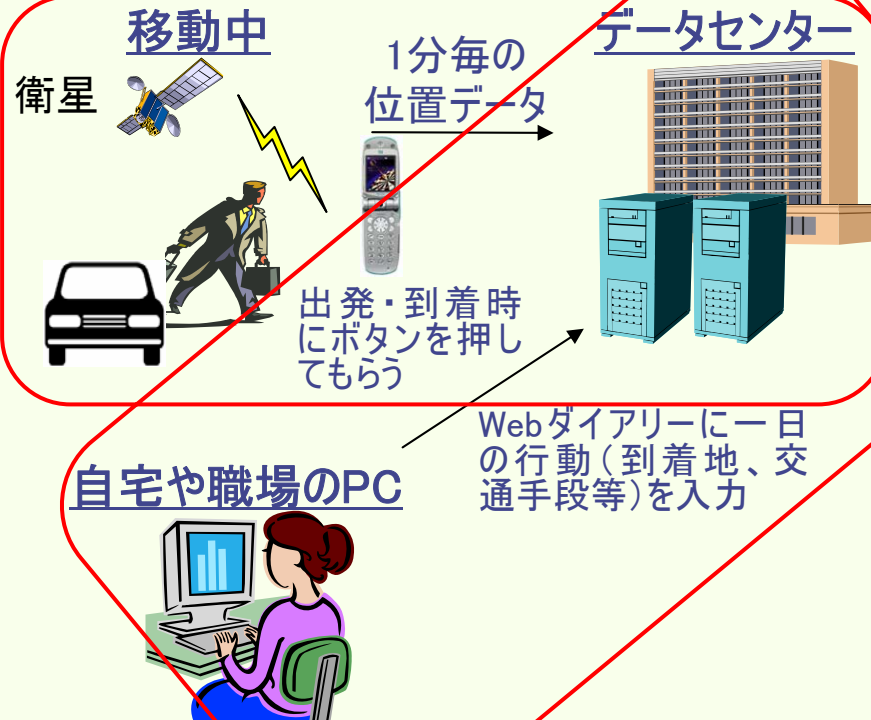 移動中
衛星
1分毎の
位置データ
データセンター
出発・到着時
にボタンを押し
てもらう
Webダイアリーに一日
の行動(到着地、交
通手段等)を入力
自宅や職場のPC